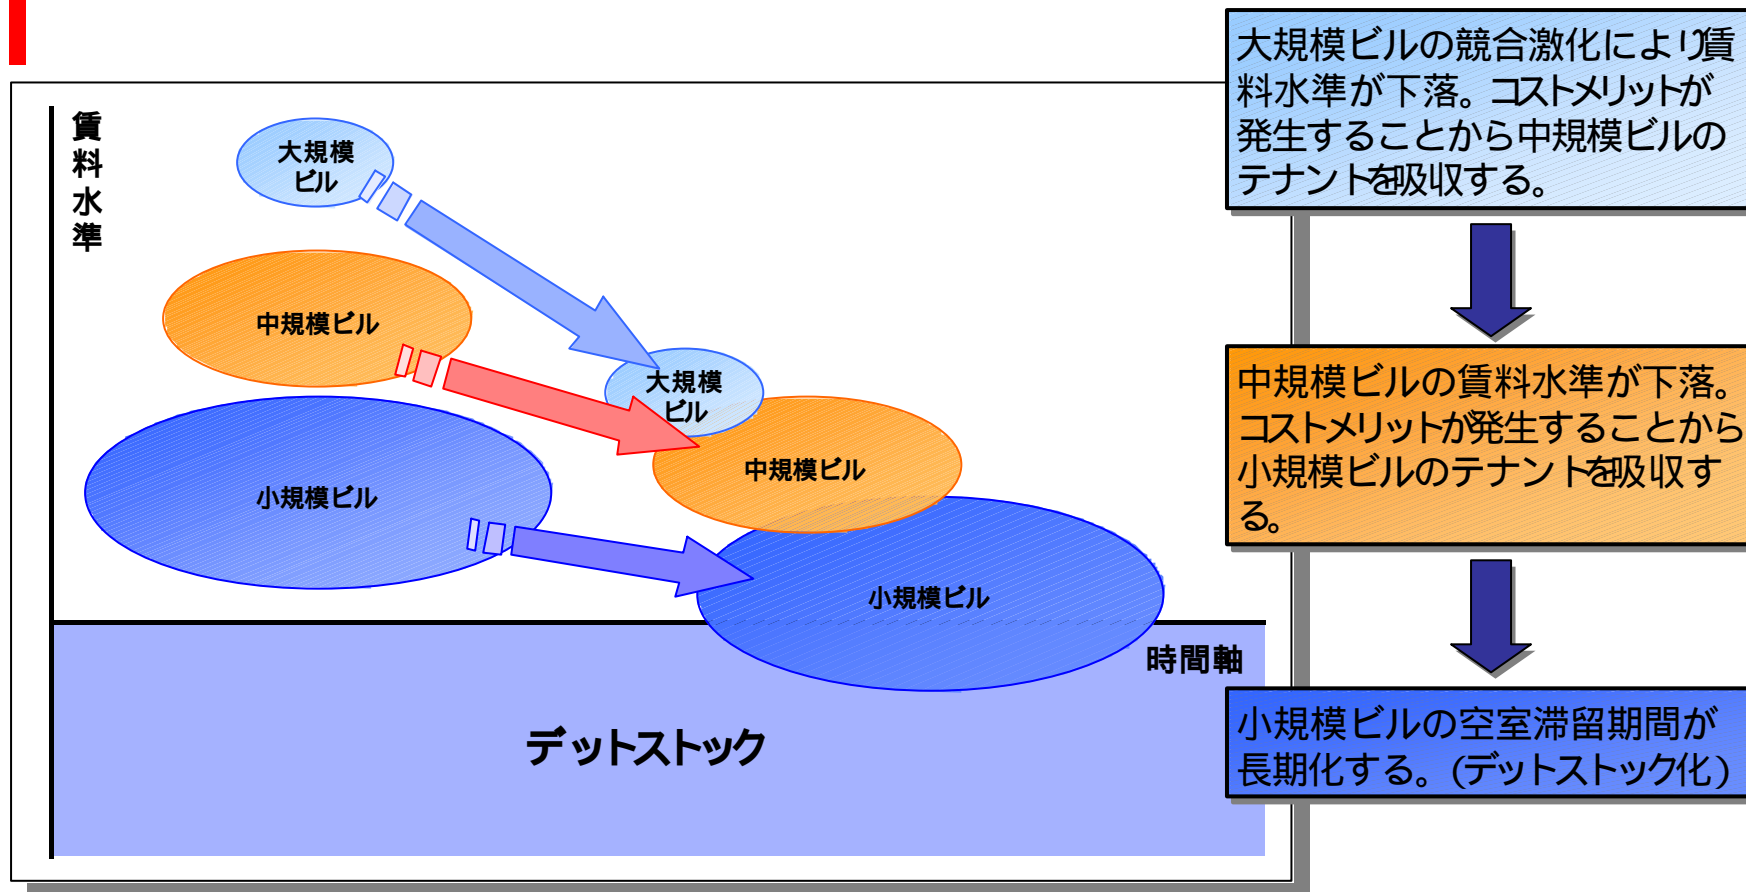 賃料水準
大規模
ビル
中規模ビル
小規模ビル
大規模
ビル
中規模ビル
小規模ビル
時間軸
デットストック
大規模ビルの競合激化により賃
料水準が下落。コストメリットが
発生することから中規模ビルの
テナントを吸収する。
中規模ビルの賃料水準が下落。
コストメリットが発生することから
小規模ビルのテナントを吸収す
る。
小規模ビルの空室滞留期間が
長期化する。(デットストック化)